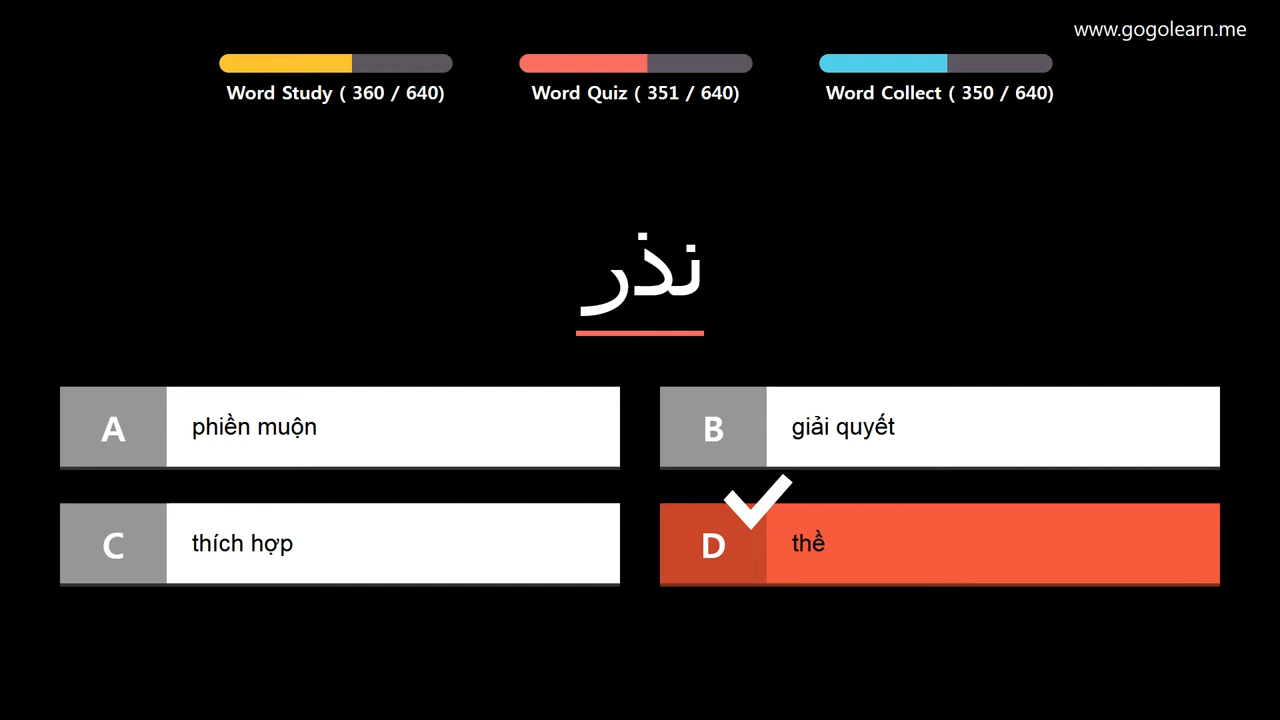 www.gogolearn.me
Word Study ( 360 / 640)
Word Quiz ( 351 / 640)
Word Collect ( 350 / 640)
نذر
A phiền muộn
B giải quyết
C thích hợp
D thề